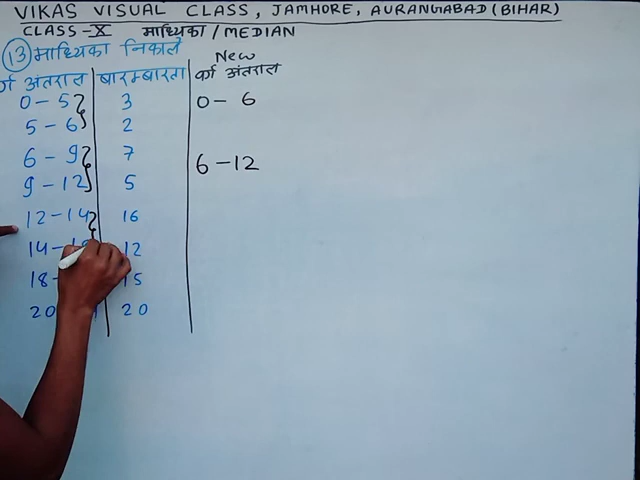 VIKAS VISUAL CLASS, JAMHORE, AURANGABAD (BIHAR)
CLASS-X माध्यिका / MEDIAN
13 माध्यिका निकालें
अंतराल बारम्बारता New वर्ग अंतराल
0 - 5 3 0 - 6
5 - 6 2
6 - 9 7 6 - 12
9 - 12 5
12 - 14 16
14 - 12
18 - 15
20 20